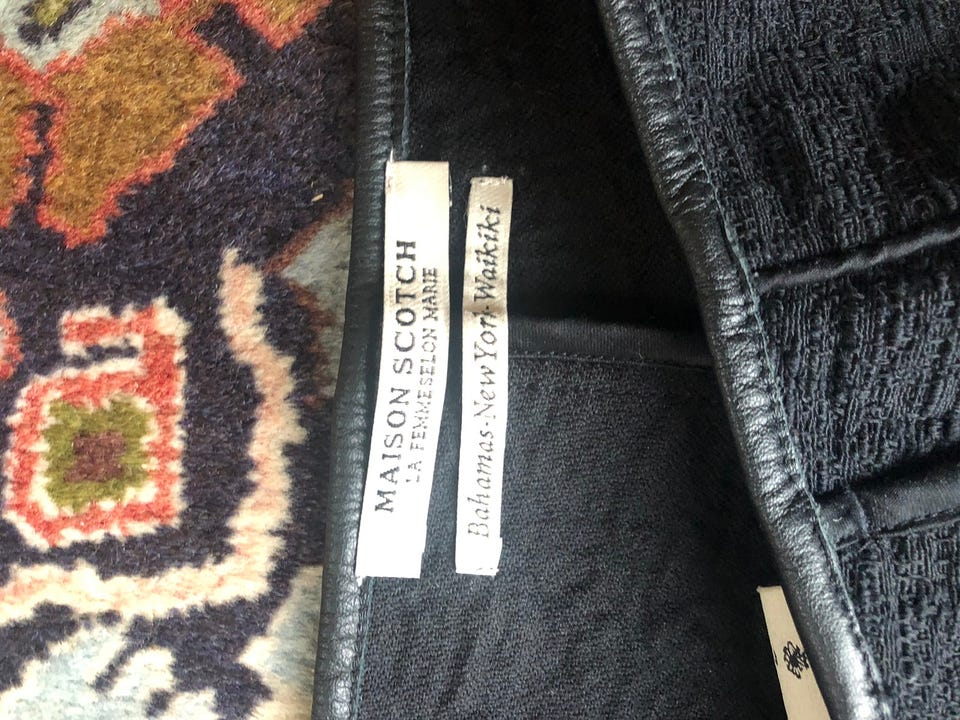 MAISON SCOTCH
LA FEMME SELON MARIE
Bahamas-New York-Waikiki